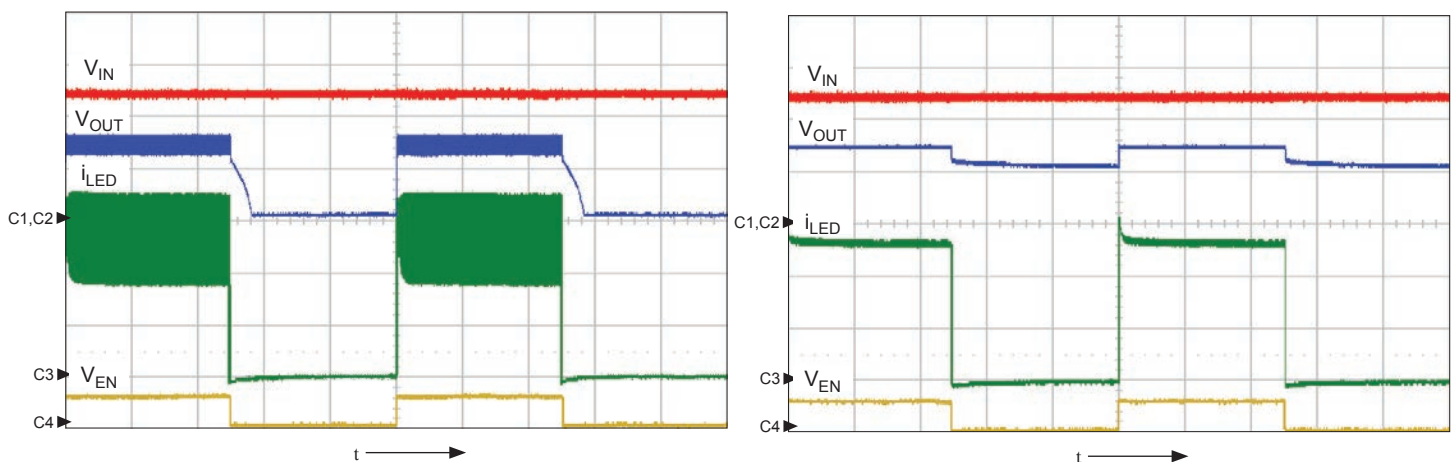 V_IN
V_OUT
i_LED
C1,C2
C3
V_EN
C4
t
V_IN
V_OUT
C1,C2
i_LED
C3
V_EN
C4
t